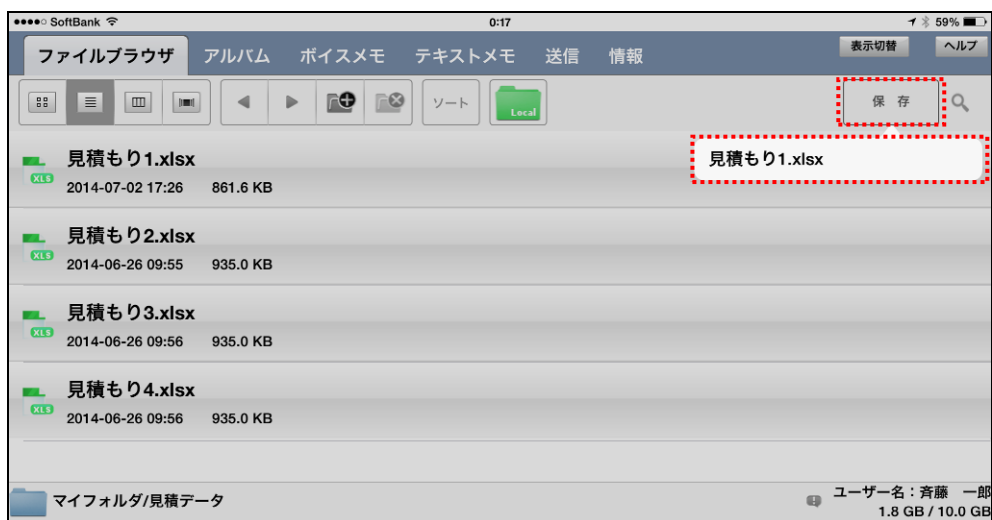 SoftBank 0:17 59%
ファイルブラウザ アルバム ボイスメモ テキストメモ 送信 情報 表示切替 ヘルプ
ソート Local 保 存
見積もり1.xlsx
見積もり1.xlsx
XLS 2014-07-02 17:26 861.6 KB
見積もり2.xlsx
XLS 2014-06-26 09:55 935.0 KB
見積もり3.xlsx
XLS 2014-06-26 09:56 935.0 KB
見積もり4.xlsx
XLS 2014-06-26 09:56 935.0 KB
マイフォルダ/見積データ
ユーザー名：斉藤 一郎
1.8 GB / 10.0 GB